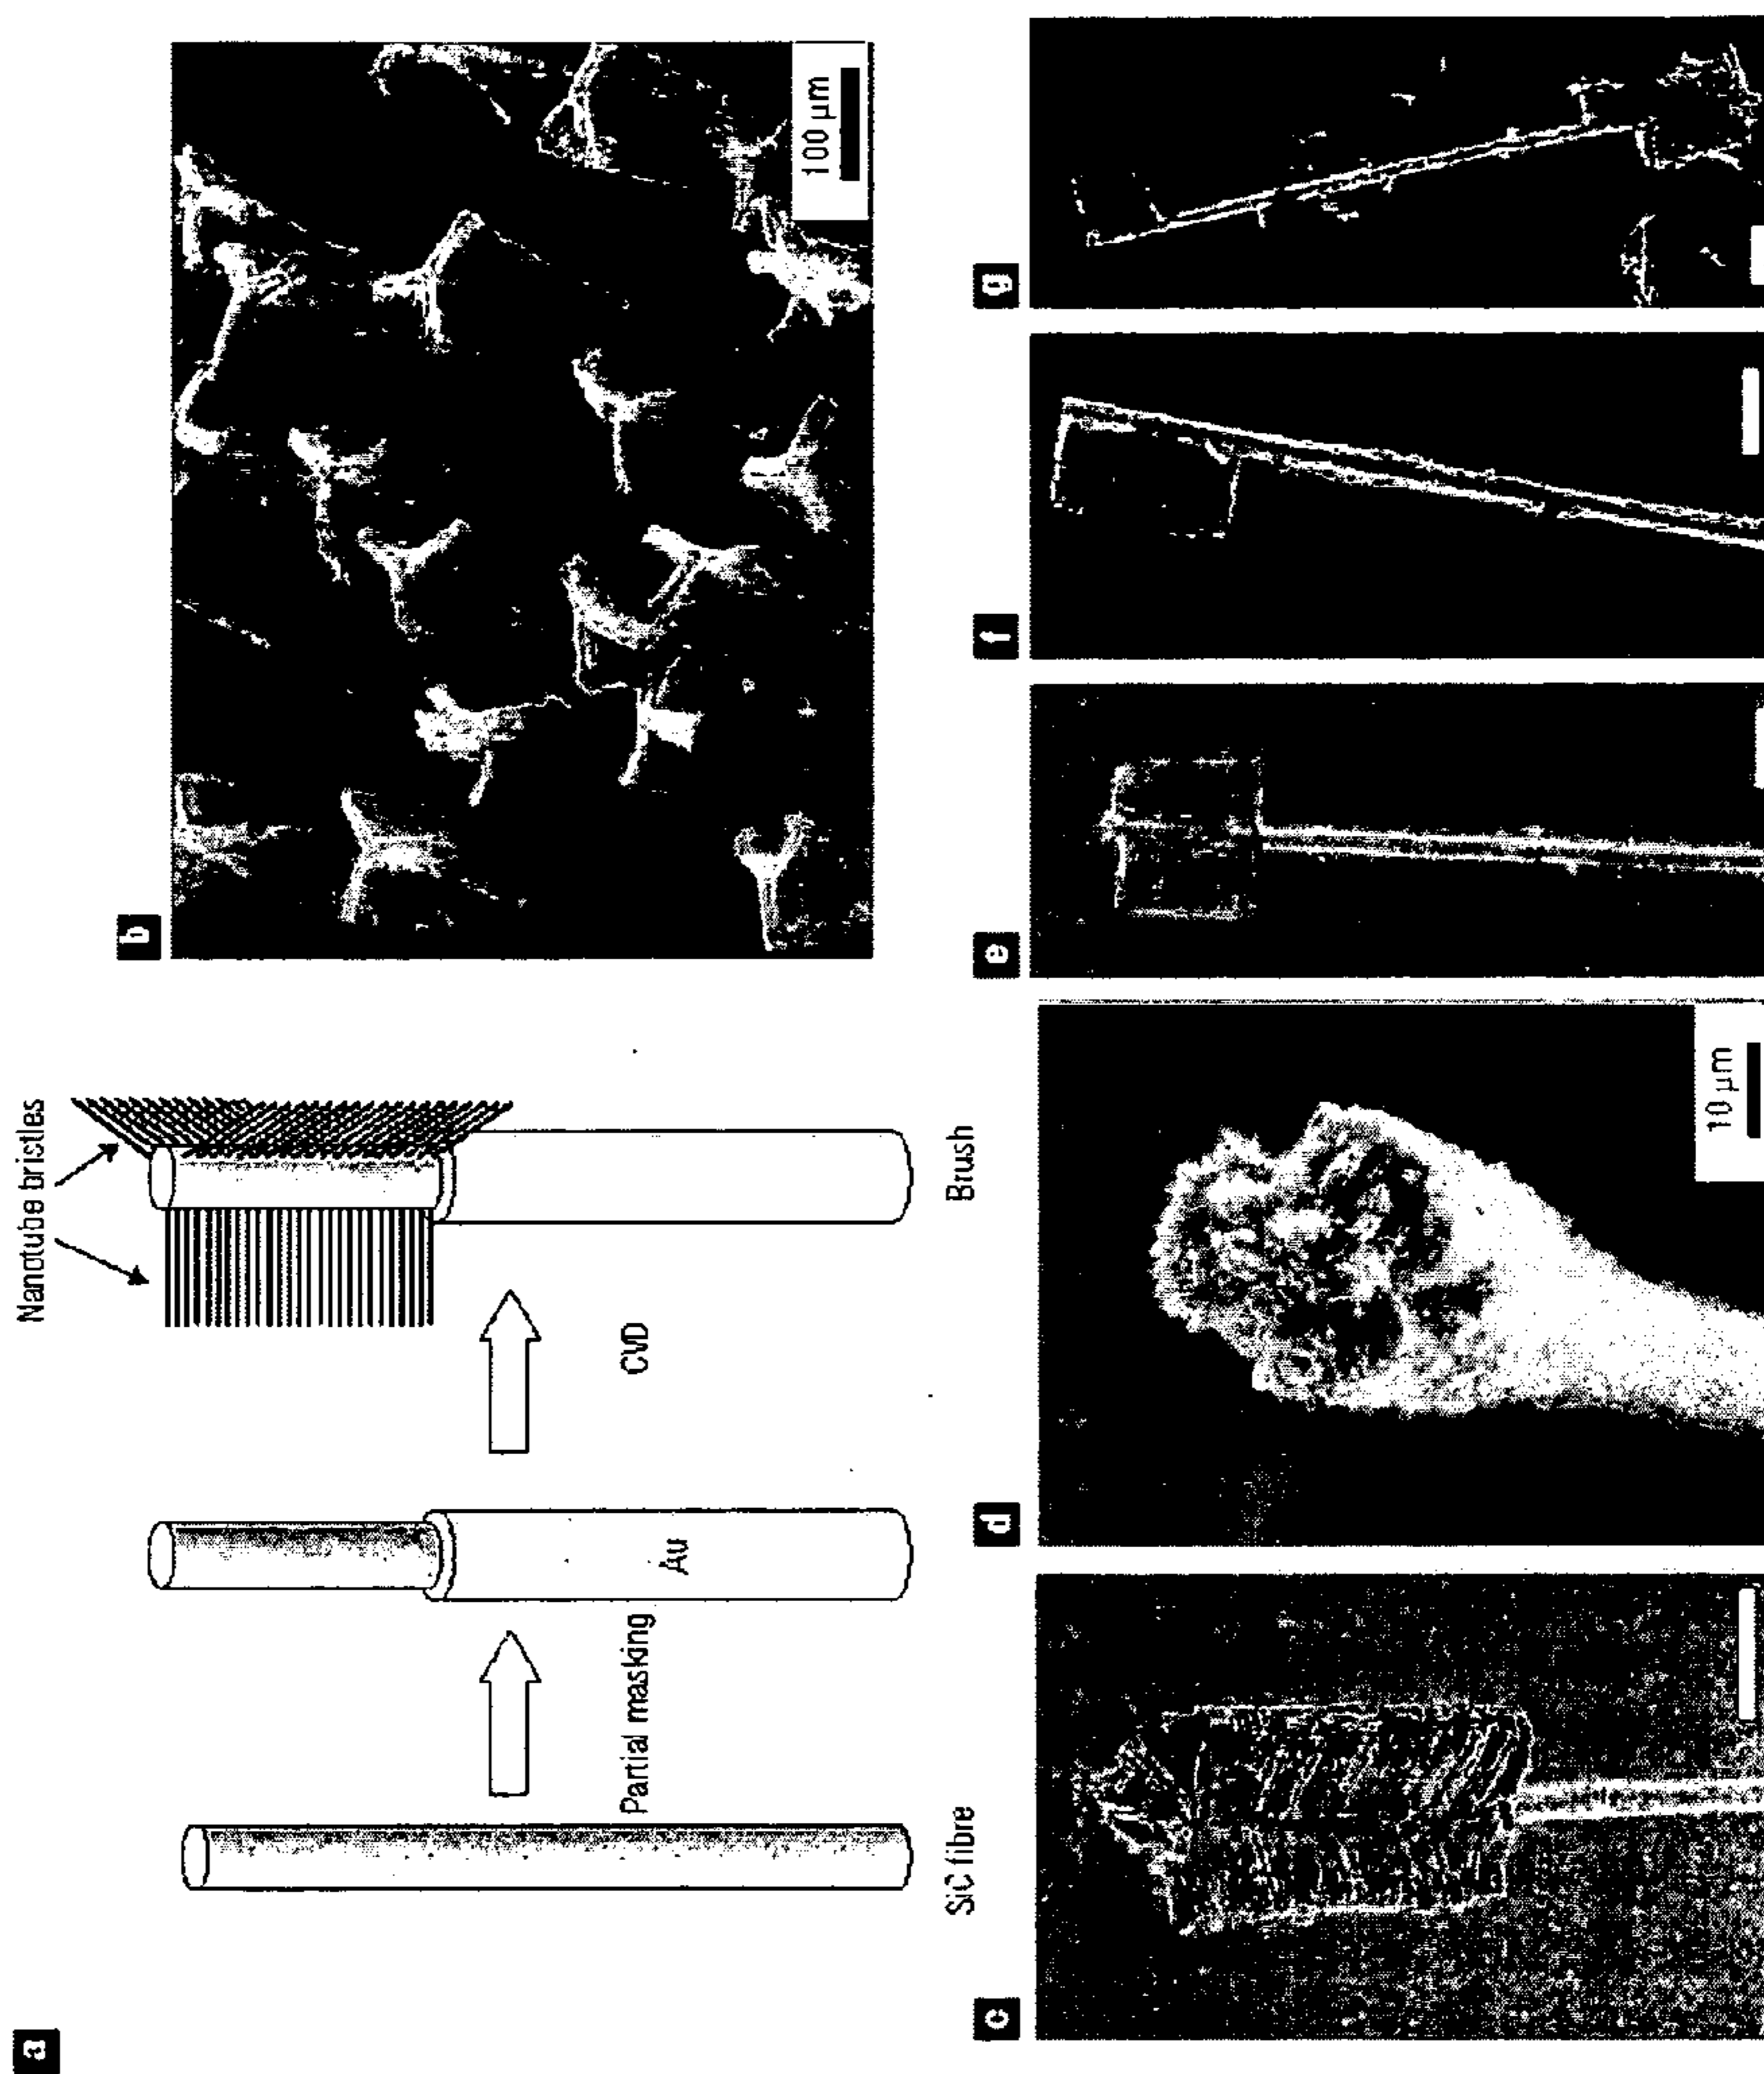 a
Nanotube bristles
SiC fibre
Partial masking
Au
CVD
Brush
b
100 μm
c
d
10 μm
e
f
g